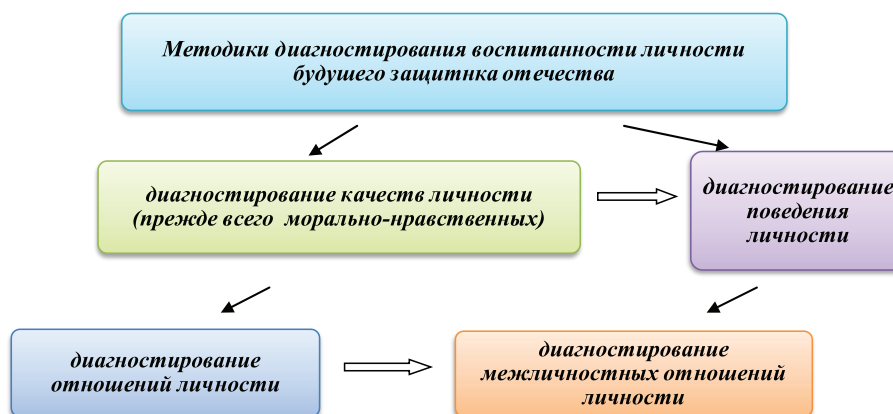 Методики диагностирования воспитанности личности
будушего защитнка отечества
диагностирование качеств личности
(прежде всего морально-нравственных)
диагностирование
поведения
личности
диагностирование
отношений личности
диагностирование
межличностных отношений
личности